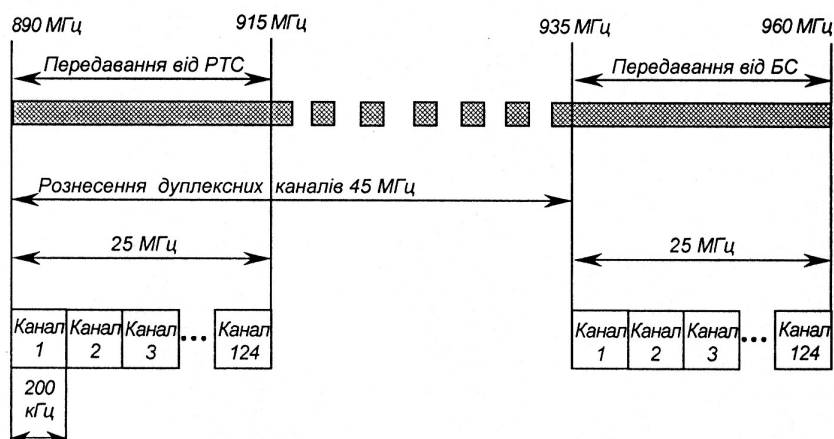 890 МГц
915 МГц
935 МГц
960 МГц
Передавання від РТС
Передавання від БС
Рознесення дуплексних каналів 45 МГц
25 МГц
25 МГц
Канал
1
Канал
2
Канал
3
...
Канал
124
Канал
1
Канал
2
Канал
3
...
Канал
124
200
кГц